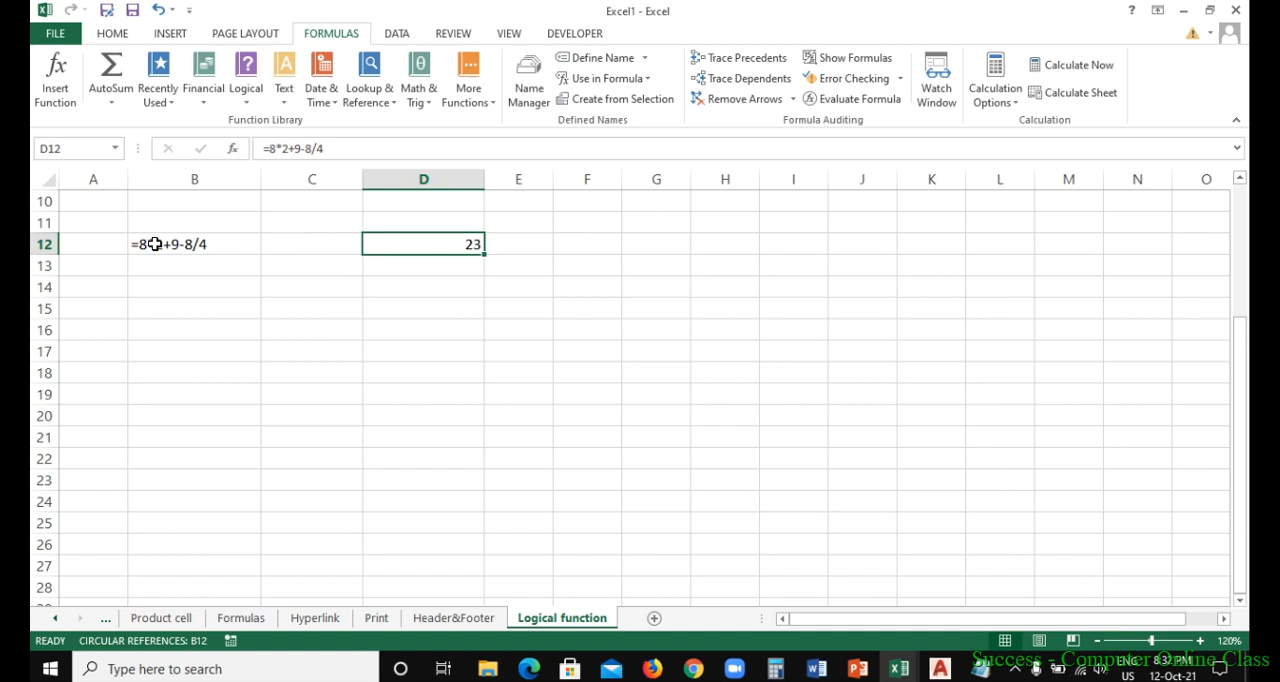 Excel1 - Excel
?
FILE HOME INSERT PAGE LAYOUT FORMULAS DATA REVIEW VIEW DEVELOPER
fx Insert Function
Σ AutoSum
Recently Used
Financial
? Logical
A Text
Date & Time
Lookup & Reference
θ Math & Trig
More Functions
Function Library
Name Manager
Define Name
Use in Formula
Create from Selection
Defined Names
Trace Precedents
Trace Dependents
Remove Arrows
Show Formulas
Error Checking
Evaluate Formula
Formula Auditing
Watch Window
Calculation Options
Calculate Now
Calculate Sheet
Calculation
D12 fx =8*2+9-8/4
A B C D E F G H I J K L M N O
10
11
12 =8 +9-8/4 23
13
14
15
16
17
18
19
20
21
22
23
24
25
26
27
28
... Product cell Formulas Hyperlink Print Header&Footer Logical function
READY CIRCULAR REFERENCES: B12 120%
Type here to search
ENG 8:32 PM
US 12-Oct-21
Success - Computer Online Class